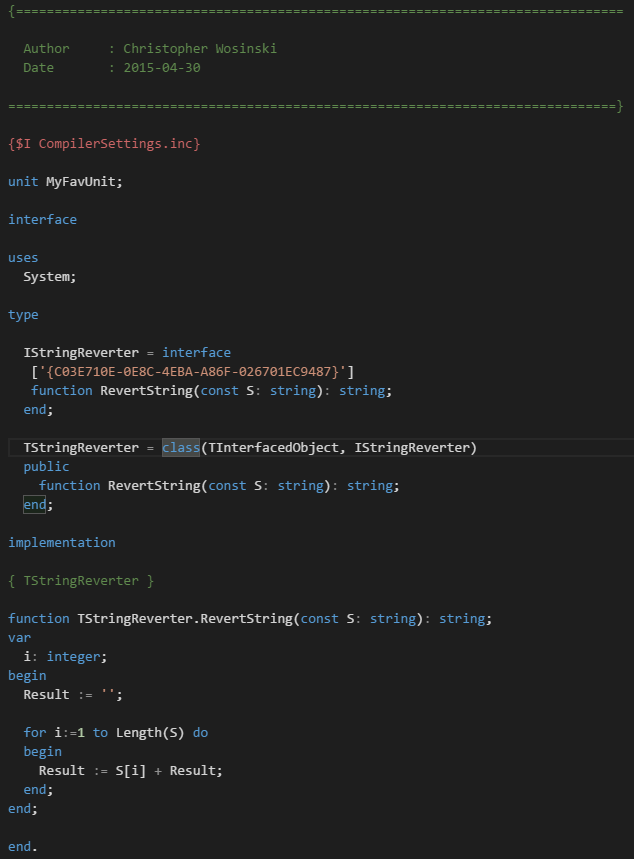 {===============================================================================
  Author     : Christopher Wosinski
  Date       : 2015-04-30
===============================================================================}
{$I CompilerSettings.inc}
unit MyFavUnit;
interface
uses
  System;
type
  IStringReverter = interface
   ['{C03E710E-0E8C-4EBA-A86F-026701EC9487}']
   function RevertString(const S: string): string;
  end;
  TStringReverter = class(TInterfacedObject, IStringReverter)
  public
    function RevertString(const S: string): string;
  end;
implementation
{ TStringReverter }
function TStringReverter.RevertString(const S: string): string;
var
  i: integer;
begin
  Result := '';
  for i:=1 to Length(S) do
  begin
    Result := S[i] + Result;
  end;
end;
end.